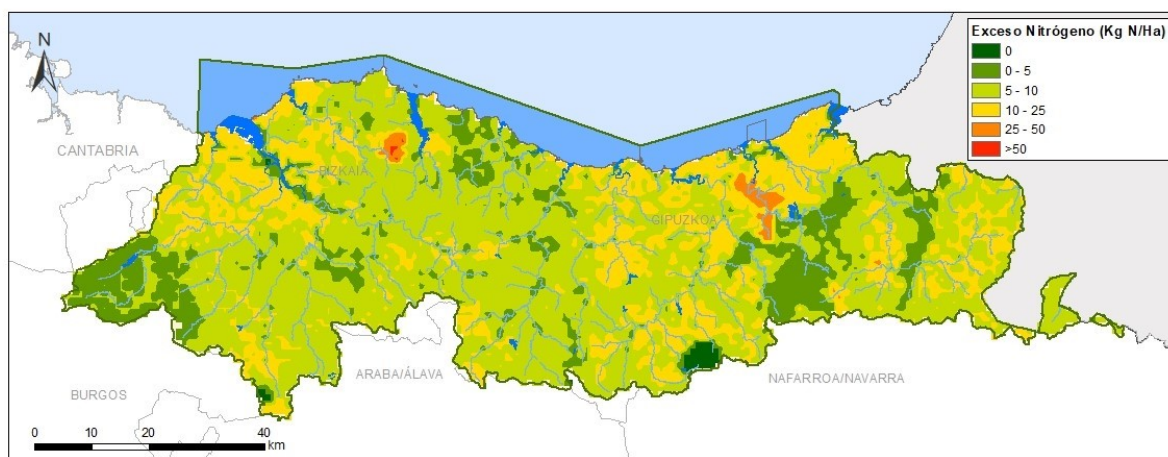 N
Exceso Nitrógeno (Kg N/Ha)
0
0 - 5
5 - 10
10 - 25
25 - 50
>50
CANTABRIA
BIZKAIA
GIPUZKOA
ARABA/ÁLAVA
NAFARROA/NAVARRA
BURGOS
0 10 20 40
km